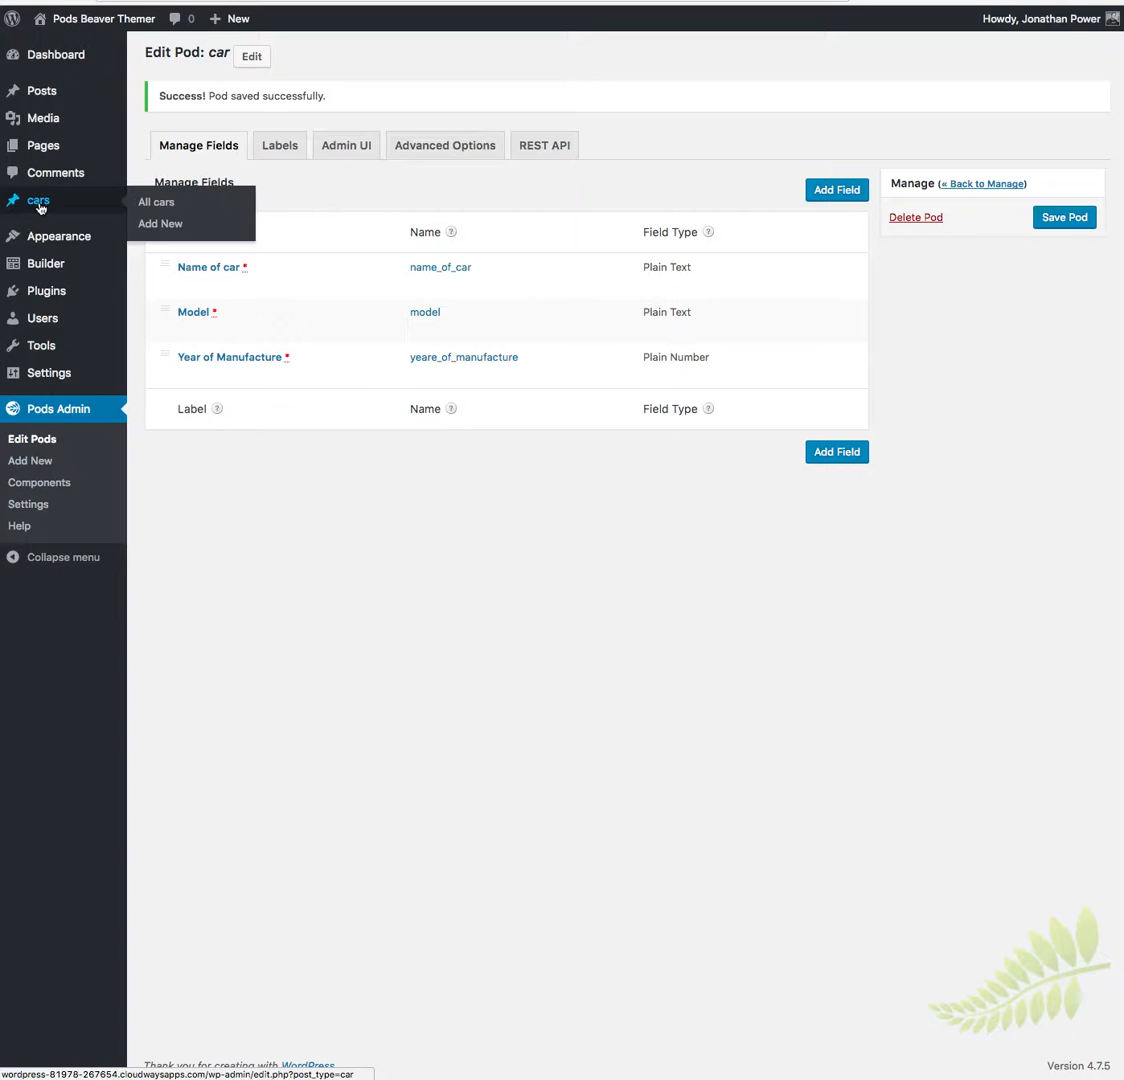 Pods Beaver Themer 0 New Howdy, Jonathan Power
Dashboard
Posts
Media
Pages
Comments
cars
Appearance
Builder
Plugins
Users
Tools
Settings
Pods Admin
Edit Pods
Add New
Components
Settings
Help
Collapse menu
All cars
Add New
Edit Pod: car Edit
Success! Pod saved successfully.
Manage Fields Labels Admin UI Advanced Options REST API
Manage Fields Add Field
Name ? Field Type ?
Name of car * name_of_car Plain Text
Model * model Plain Text
Year of Manufacture * yeare_of_manufacture Plain Number
Label ? Name ? Field Type ?
Add Field
Manage (« Back to Manage)
Delete Pod Save Pod
Thank you for creating with WordPress Version 4.7.5
wordpress-81978-267654.cloudwaysapps.com/wp-admin/edit.php?post_type=car